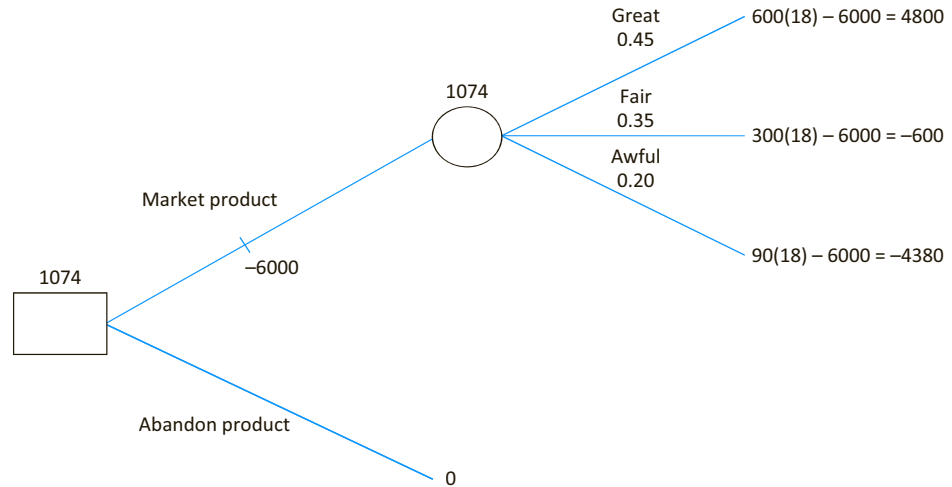 Great
0.45
600(18) – 6000 = 4800
1074
Fair
0.35
300(18) – 6000 = –600
Awful
0.20
Market product
90(18) – 6000 = –4380
–6000
1074
Abandon product
0